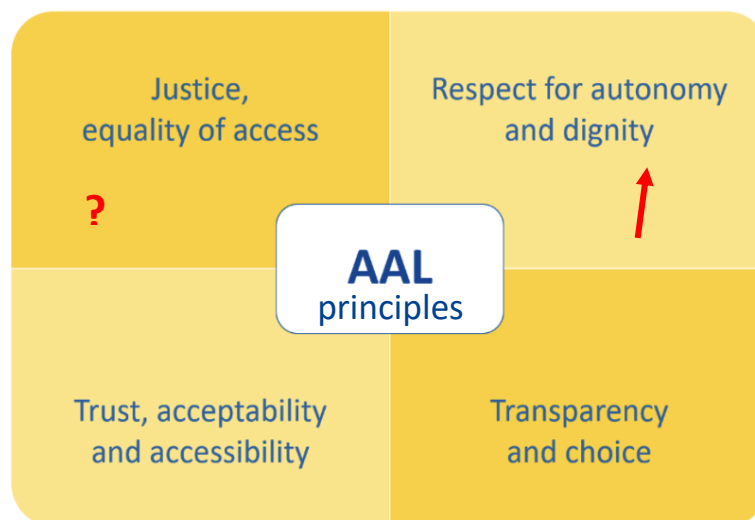 Justice,
equality of access
Respect for autonomy
and dignity
?
AAL
principles
Trust, acceptability
and accessibility
Transparency
and choice